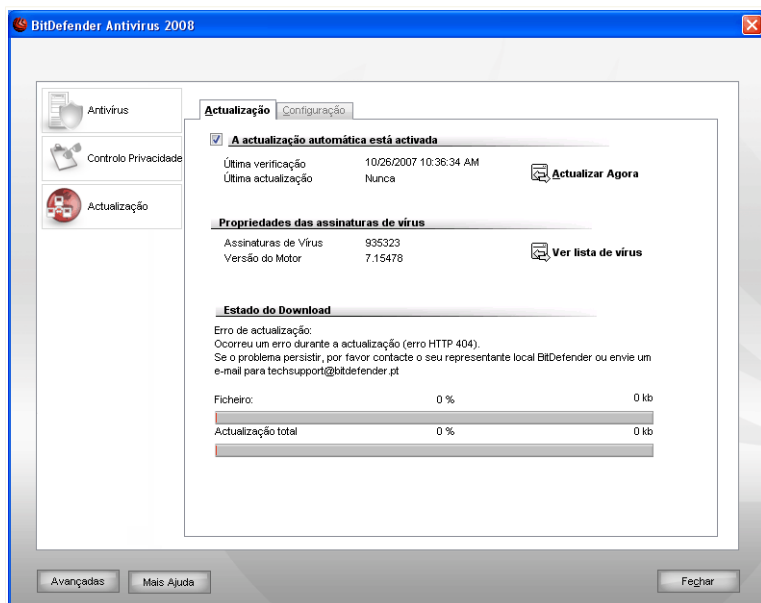 BitDefender Antivirus 2008
Antivírus
Controlo Privacidade
Actualização
Actualização Configuração
A actualização automática está activada
Última verificação 10/26/2007 10:36:34 AM
Última actualização Nunca
Actualizar Agora
Propriedades das assinaturas de vírus
Assinaturas de Vírus 935323
Versão do Motor 7.15478
Ver lista de vírus
Estado do Download
Erro de actualização:
Ocorreu um erro durante a actualização (erro HTTP 404).
Se o problema persistir, por favor contacte o seu representante local BitDefender ou envie um
e-mail para techsupport@bitdefender.pt
Ficheiro: 0 % 0 kb
Actualização total 0 % 0 kb
Avançadas Mais Ajuda Fechar